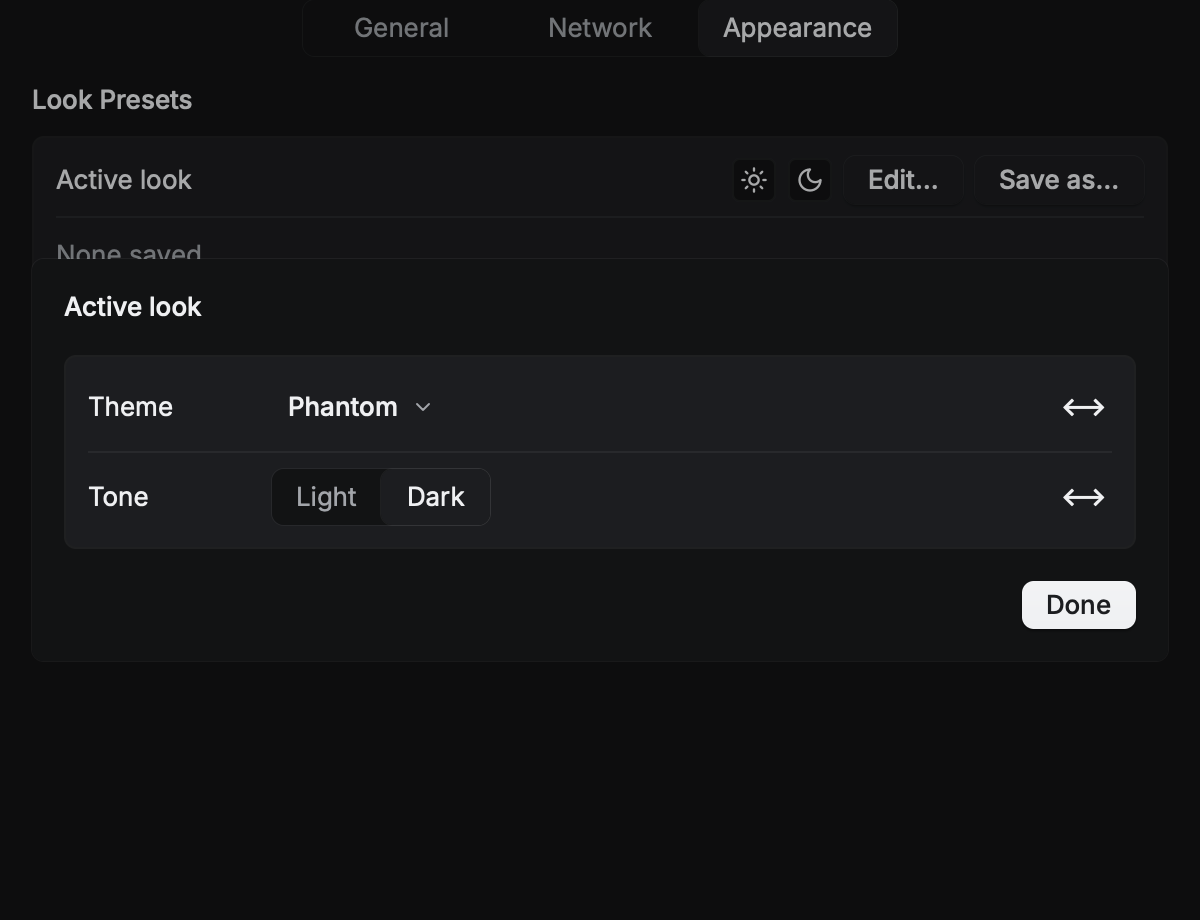 General Network Appearance
Look Presets
Active look Edit... Save as...
None saved
Active look
Theme Phantom
Tone Light Dark
Done